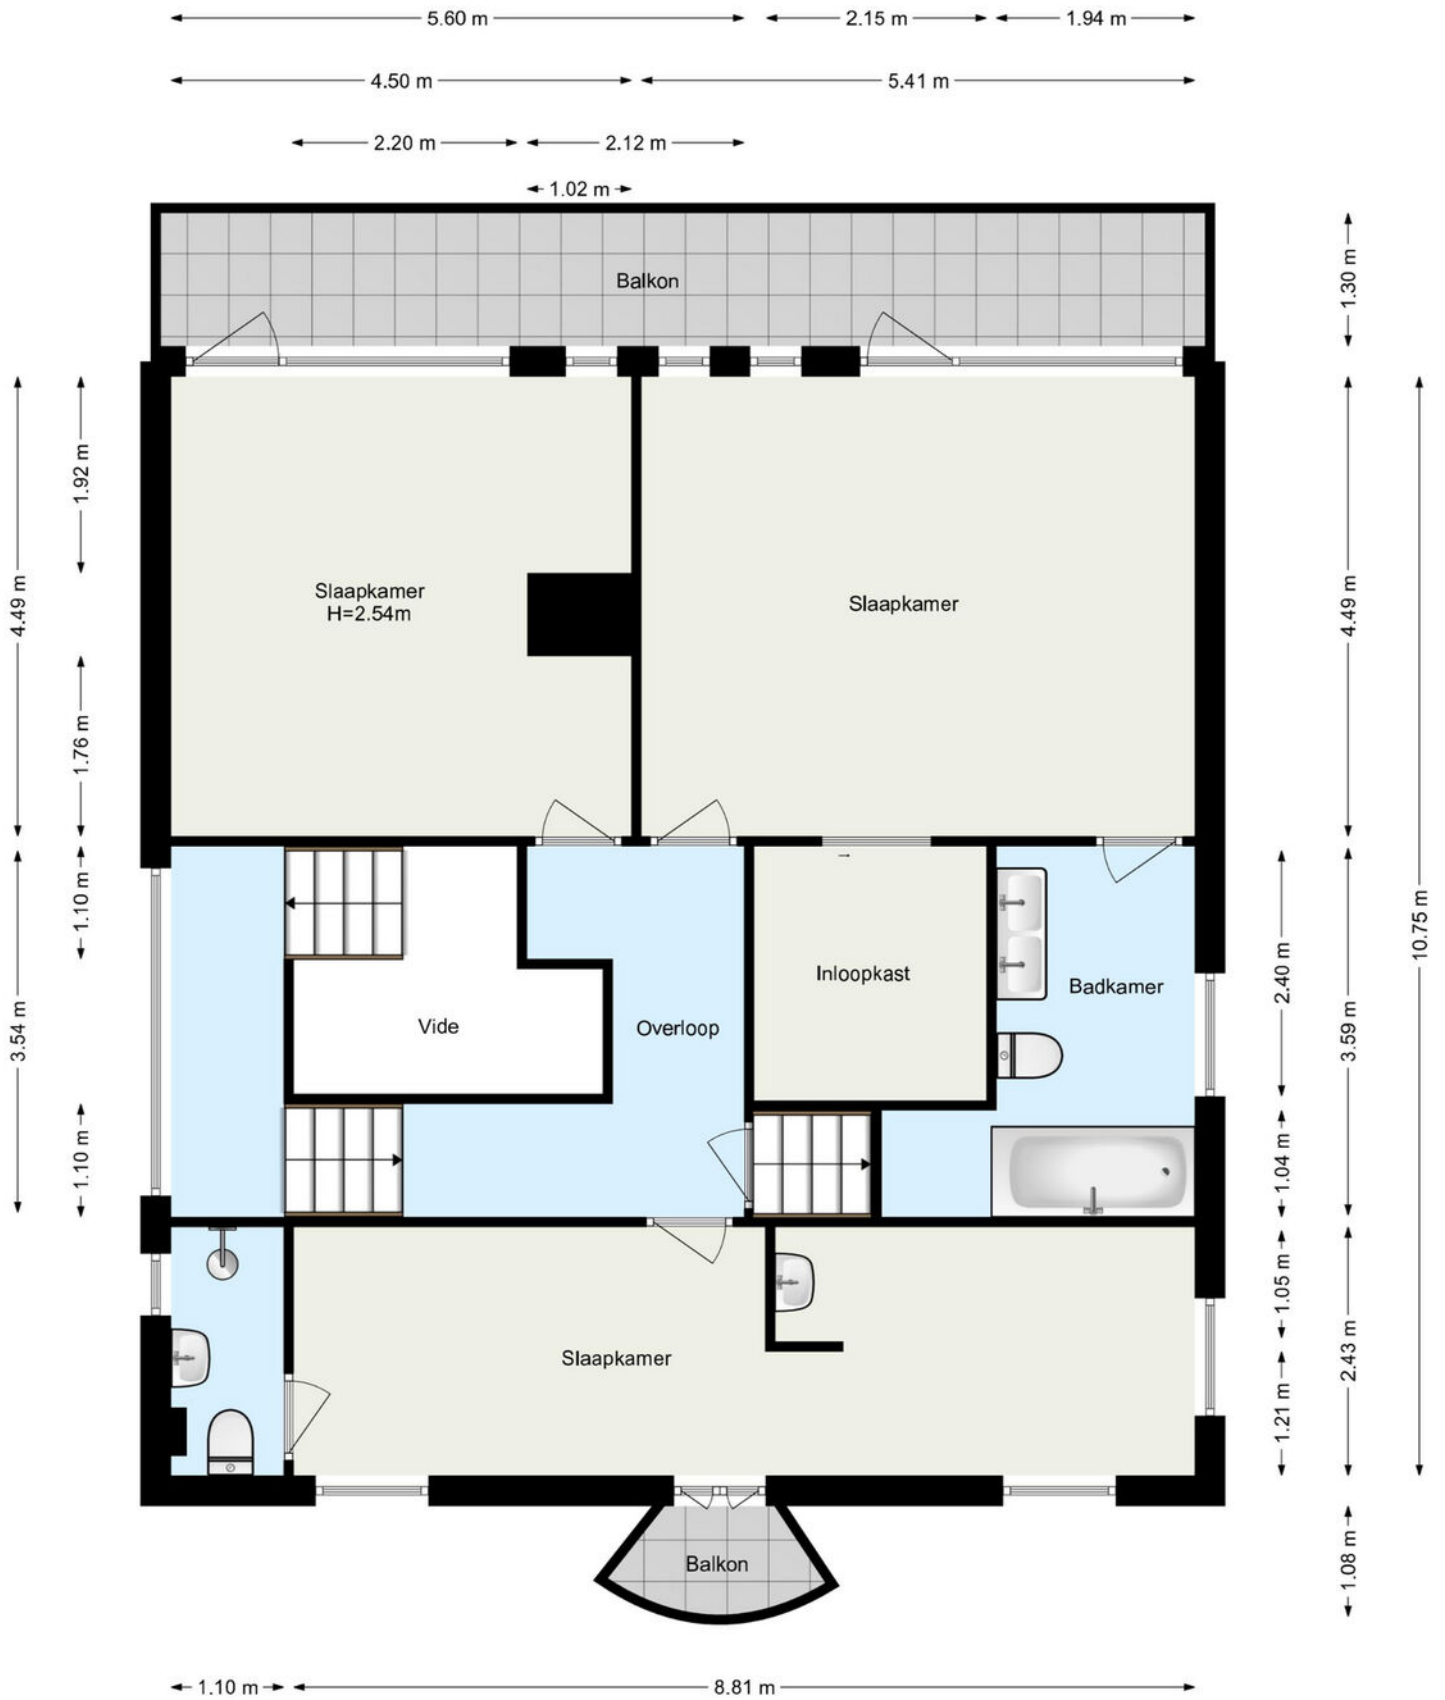 5.60 m
2.15 m
1.94 m
4.50 m
5.41 m
2.20 m
2.12 m
1.02 m
Balkon
1.30 m
1.92 m
4.49 m
Slaapkamer
H=2.54m
Slaapkamer
4.49 m
1.76 m
1.10 m
10.75 m
2.40 m
Inloopkast
Badkamer
3.54 m
Vide
Overloop
3.59 m
1.10 m
1.04 m
1.05 m
Slaapkamer
2.43 m
1.21 m
Balkon
1.08 m
1.10 m
8.81 m